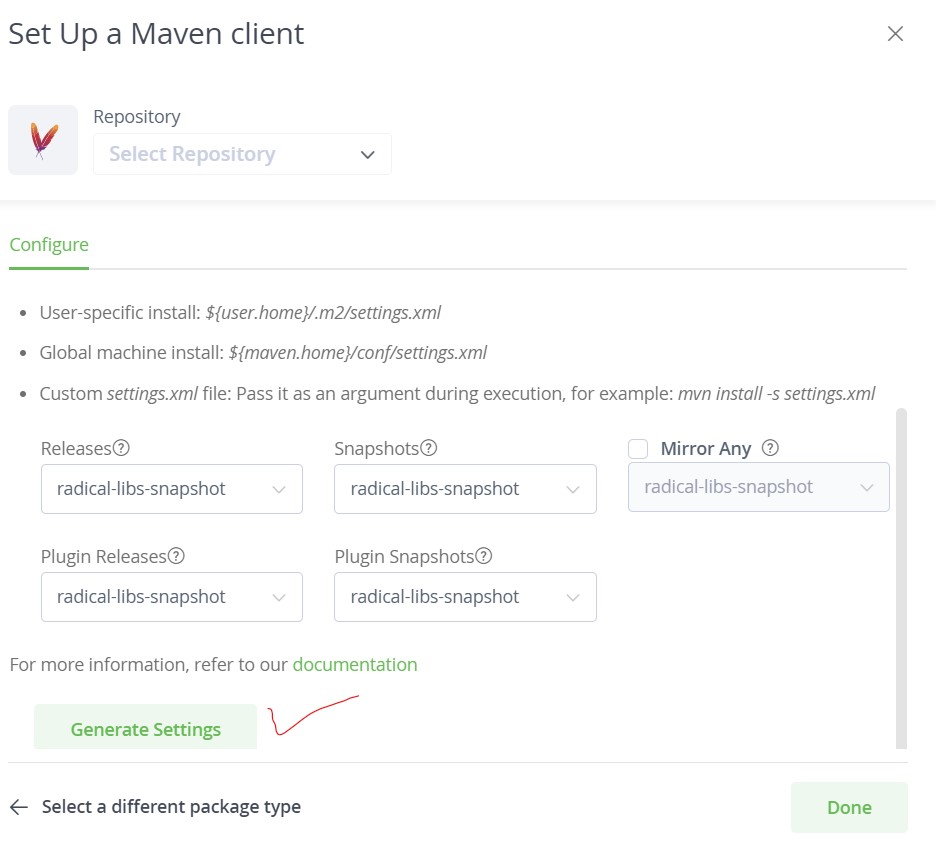 Set Up a Maven client
Repository
Select Repository
Configure
User-specific install: ${user.home}/.m2/settings.xml
Global machine install: ${maven.home}/conf/settings.xml
Custom settings.xml file: Pass it as an argument during execution, for example: mvn install -s settings.xml
Releases Snapshots Mirror Any
radical-libs-snapshot radical-libs-snapshot radical-libs-snapshot
Plugin Releases Plugin Snapshots
radical-libs-snapshot radical-libs-snapshot
For more information, refer to our documentation
Generate Settings
Select a different package type Done